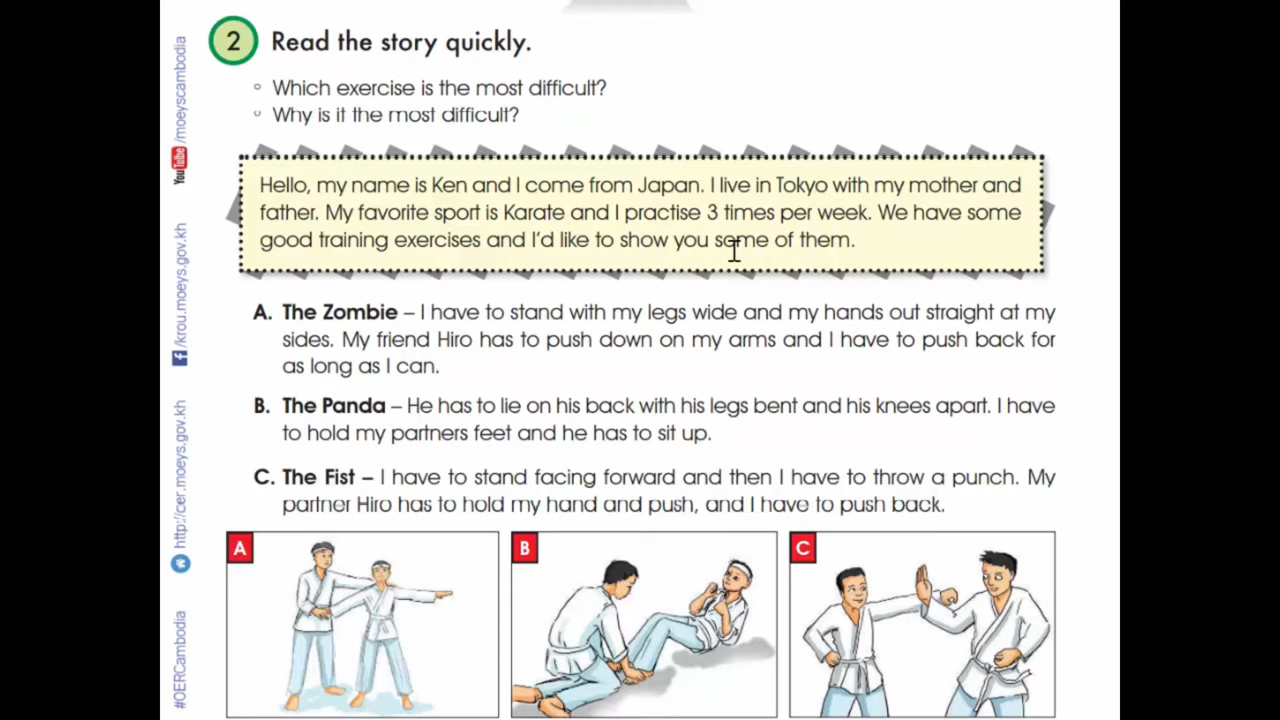 2 Read the story quickly.
Which exercise is the most difficult?
Why is it the most difficult?
Hello, my name is Ken and I come from Japan. I live in Tokyo with my mother and
father. My favorite sport is Karate and I practise 3 times per week. We have some
good training exercises and I'd like to show you some of them.
A. The Zombie – I have to stand with my legs wide and my hands out straight at my
sides. My friend Hiro has to push down on my arms and I have to push back for
as long as I can.
B. The Panda – He has to lie on his back with his legs bent and his knees apart. I have
to hold my partners feet and he has to sit up.
C. The Fist – I have to stand facing forward and then I have to throw a punch. My
partner Hiro has to hold my hand and push, and I have to push back.
A
B
C
YouTube /moeyscambodia
f /krou.moeys.gov.kh
http://oer.moeys.gov.kh
#OERCambodia